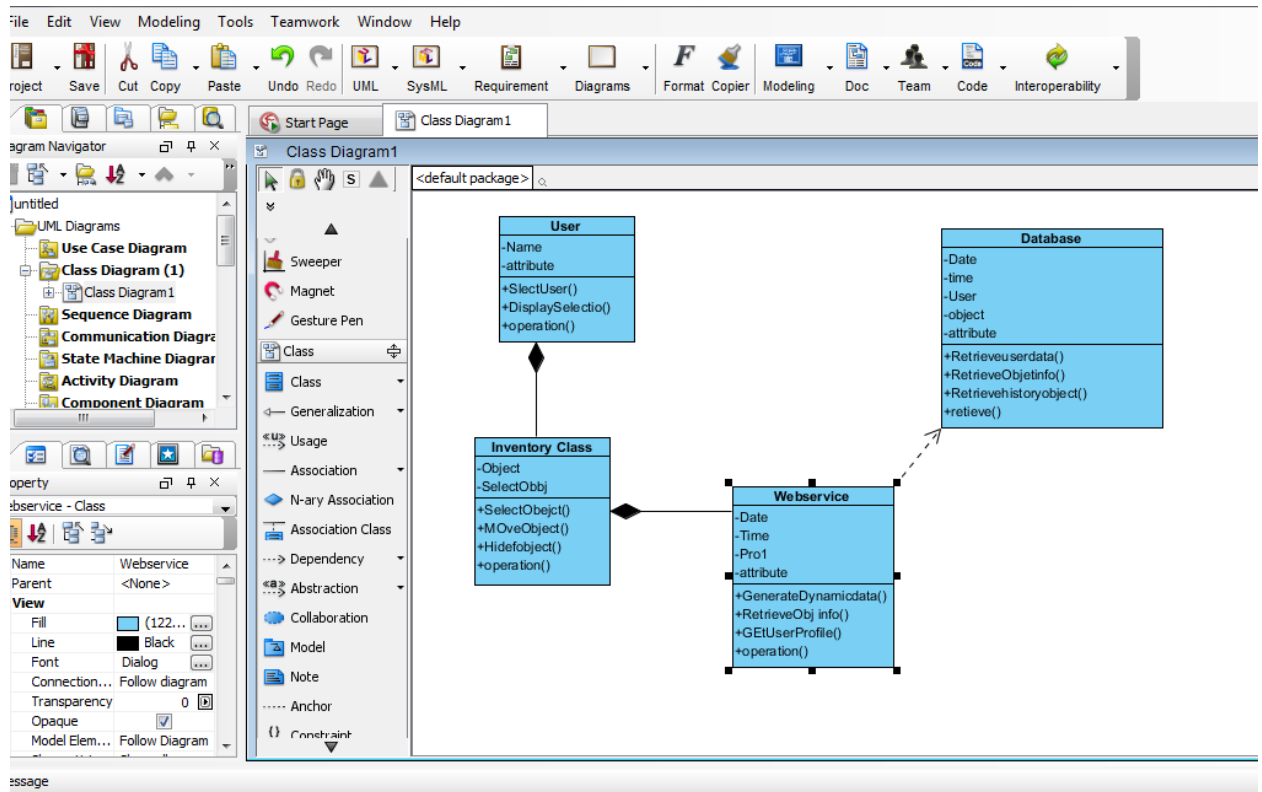 File Edit View Modeling Tools Teamwork Window Help
roject Save Cut Copy Paste Undo Redo UML SysML Requirement Diagrams Format Copier Modeling Doc Team Code Interoperability
Start Page Class Diagram1
agram Navigator
Class Diagram1
<default package>
untitled
UML Diagrams
Use Case Diagram
Class Diagram (1)
Class Diagram1
Sequence Diagram
Communication Diagra
State Machine Diagrar
Activity Diagram
Component Diagram
operty
ebservice - Class
Name Webservice
Parent <None>
View
Fill (122...
Line Black
Font Dialog
Connection... Follow diagram
Transparency 0
Opaque
Model Elem... Follow Diagram
essage
Sweeper
Magnet
Gesture Pen
Class
Class
Generalization
Usage
Association
N-ary Association
Association Class
Dependency
Abstraction
Collaboration
Model
Note
Anchor
{} Constraint
User
-Name
-attribute
+SlectUser()
+DisplaySelectio()
+operation()
Inventory Class
-Object
-SelectObbj
+SelectObejct()
+MOveObject()
+Hidefobject()
+operation()
Webservice
-Date
-Time
-Pro1
-attribute
+GenerateDynamicdata()
+RetrieveObj info()
+GEtUserProfile()
+operation()
Database
-Date
-time
-User
-object
-attribute
+Retrieveuserdata()
+RetrieveObjetinfo()
+Retrievehistoryobject()
+retieve()